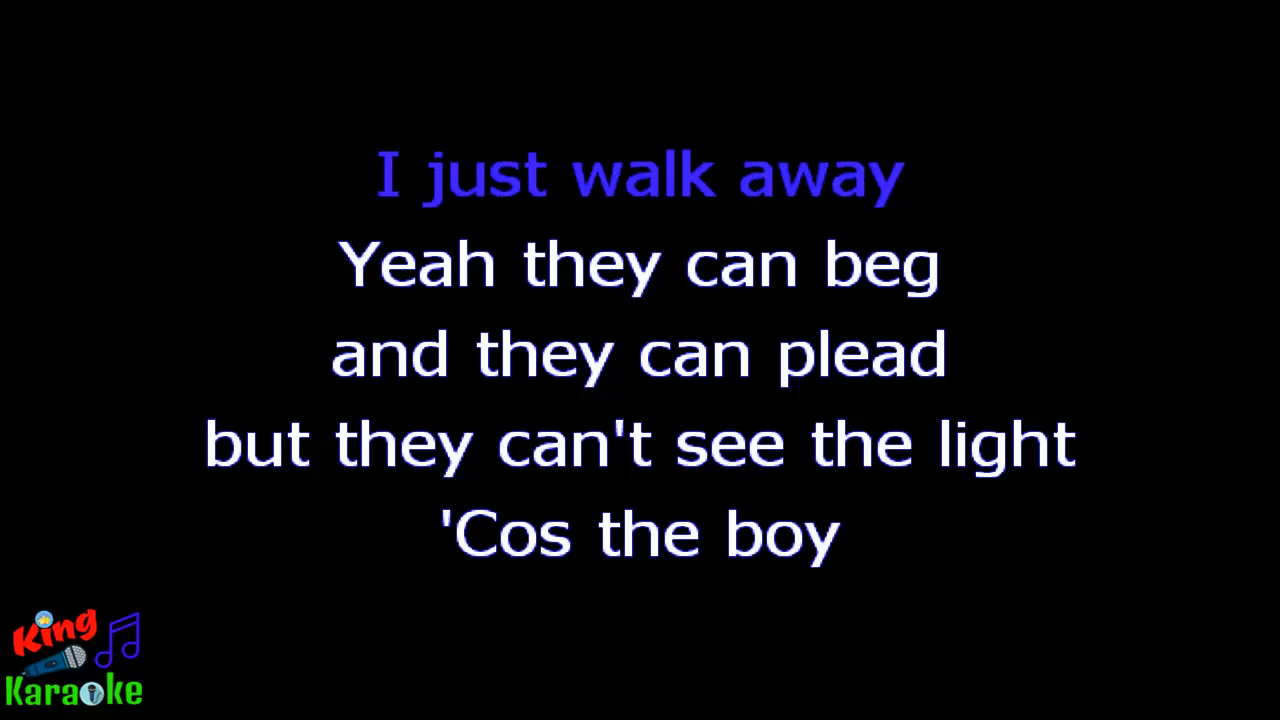 I just walk away
Yeah they can beg
and they can plead
but they can't see the light
'Cos the boy
King
Karaoke